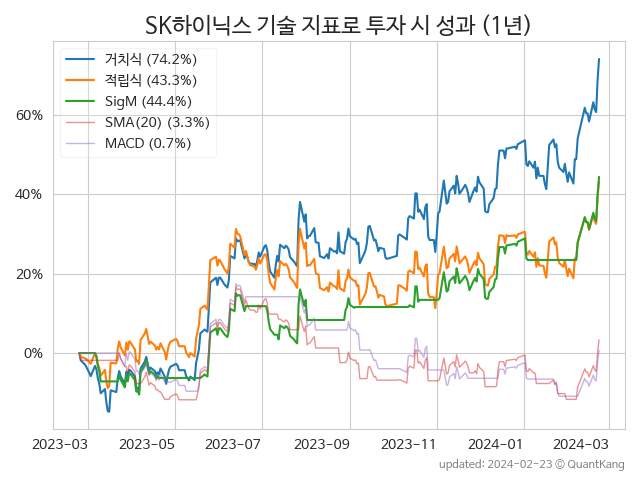 SK하이닉스 기술 지표로 투자 시 성과 (1년)
거치식 (74.2%)
적립식 (43.3%)
SigM (44.4%)
SMA(20) (3.3%)
MACD (0.7%)
60%
40%
20%
0%
2023-03 2023-05 2023-07 2023-09 2023-11 2024-01 2024-03
updated: 2024-02-23 © QuantKang